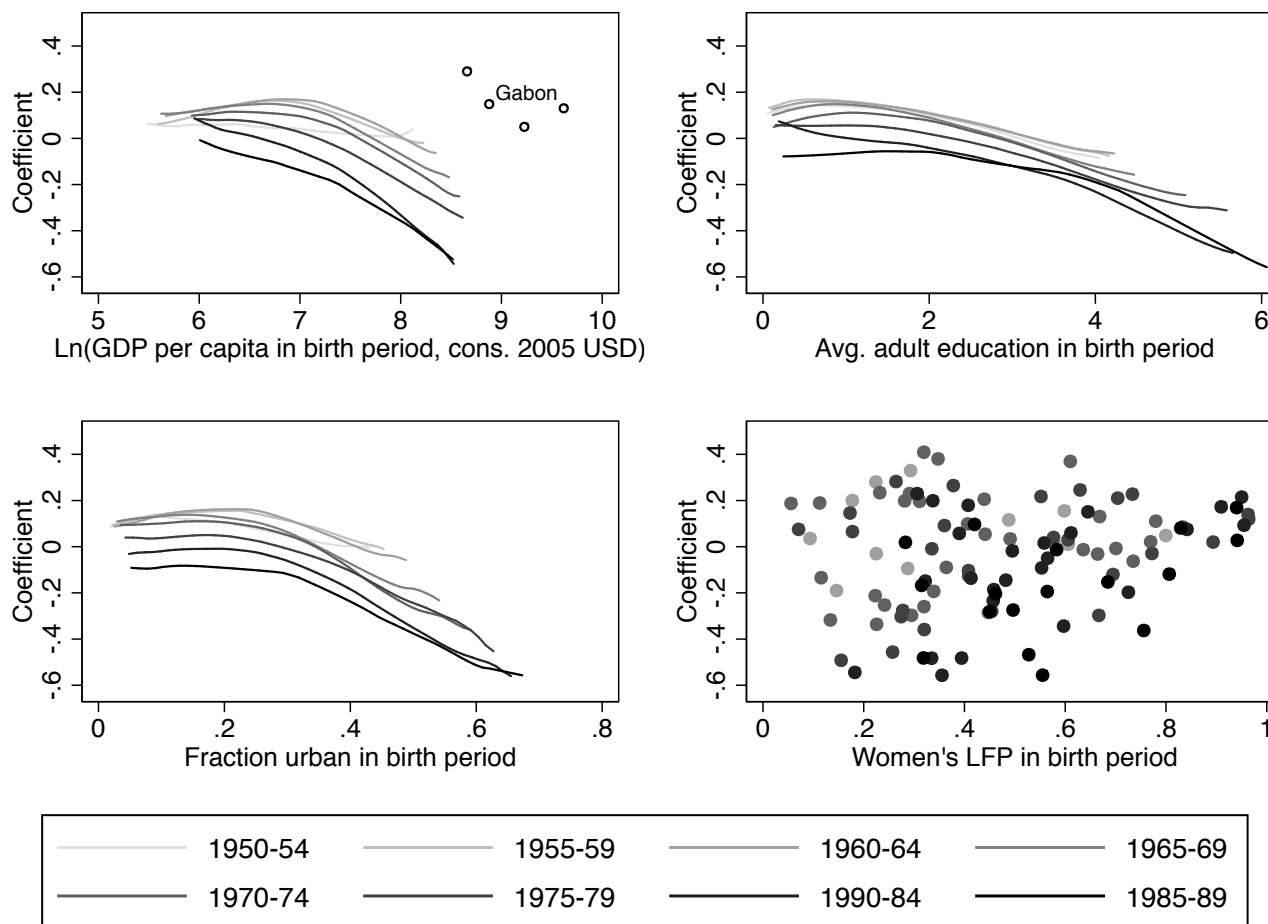 .4
.2
0
-.2
-.4
-.6
Coefficient
Gabon
5 6 7 8 9 10
Ln(GDP per capita in birth period, cons. 2005 USD)
.4
.2
0
-.2
-.4
-.6
Coefficient
0 2 4 6
Avg. adult education in birth period
.4
.2
0
-.2
-.4
-.6
Coefficient
0 .2 .4 .6 .8
Fraction urban in birth period
.4
.2
0
-.2
-.4
-.6
Coefficient
0 .2 .4 .6 .8 1
Women's LFP in birth period
1950-54 1955-59 1960-64 1965-69
1970-74 1975-79 1990-84 1985-89